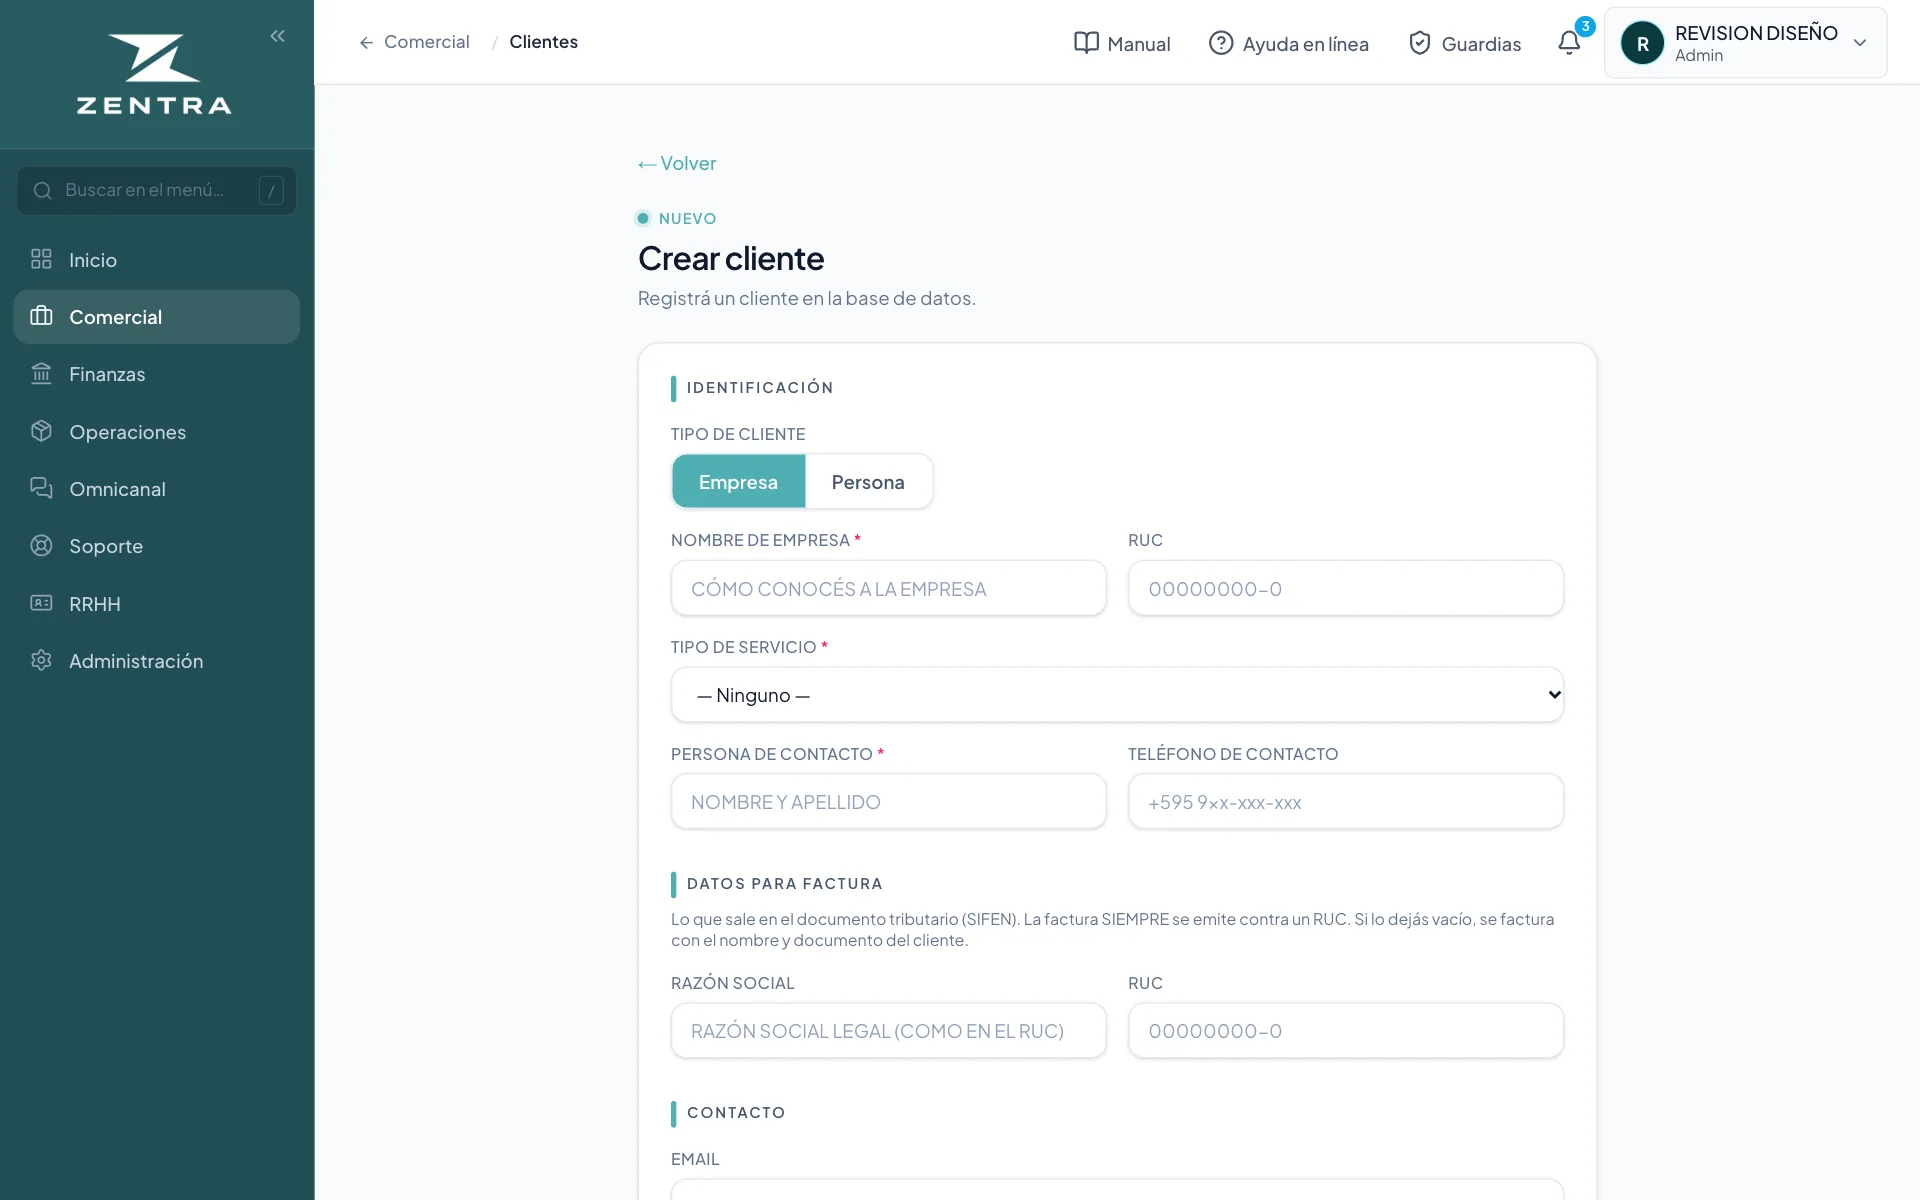 ZENTRA
Buscar en el menú... /
Inicio
Comercial
Finanzas
Operaciones
Omnicanal
Soporte
RRHH
Administración
← Comercial / Clientes
Manual
Ayuda en línea
Guardias
3
R
REVISION DISEÑO
Admin
← Volver
NUEVO
Crear cliente
Registrá un cliente en la base de datos.
IDENTIFICACIÓN
TIPO DE CLIENTE
Empresa Persona
NOMBRE DE EMPRESA * RUC
CÓMO CONOCÉS A LA EMPRESA 00000000-0
TIPO DE SERVICIO *
— Ninguno —
PERSONA DE CONTACTO * TELÉFONO DE CONTACTO
NOMBRE Y APELLIDO +595 9xx-xxx-xxx
DATOS PARA FACTURA
Lo que sale en el documento tributario (SIFEN). La factura SIEMPRE se emite contra un RUC. Si lo dejás vacío, se factura
con el nombre y documento del cliente.
RAZÓN SOCIAL RUC
RAZÓN SOCIAL LEGAL (COMO EN EL RUC) 00000000-0
CONTACTO
EMAIL